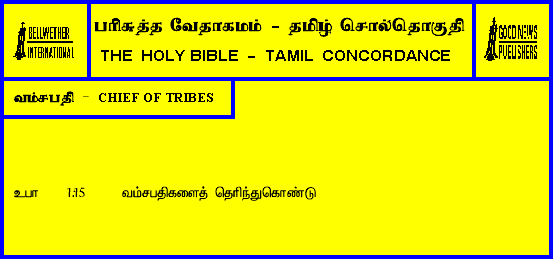 BELLWETHER
INTERNATIONAL
பரிசுத்த வேதாகமம் - தமிழ் சொல்தொகுதி
THE HOLY BIBLE - TAMIL CONCORDANCE
GOOD NEWS
PUBLISHERS
வம்சபதி - CHIEF OF TRIBES
உபா 1:15 வம்சபதிகளைத் தெரிந்துகொண்டு